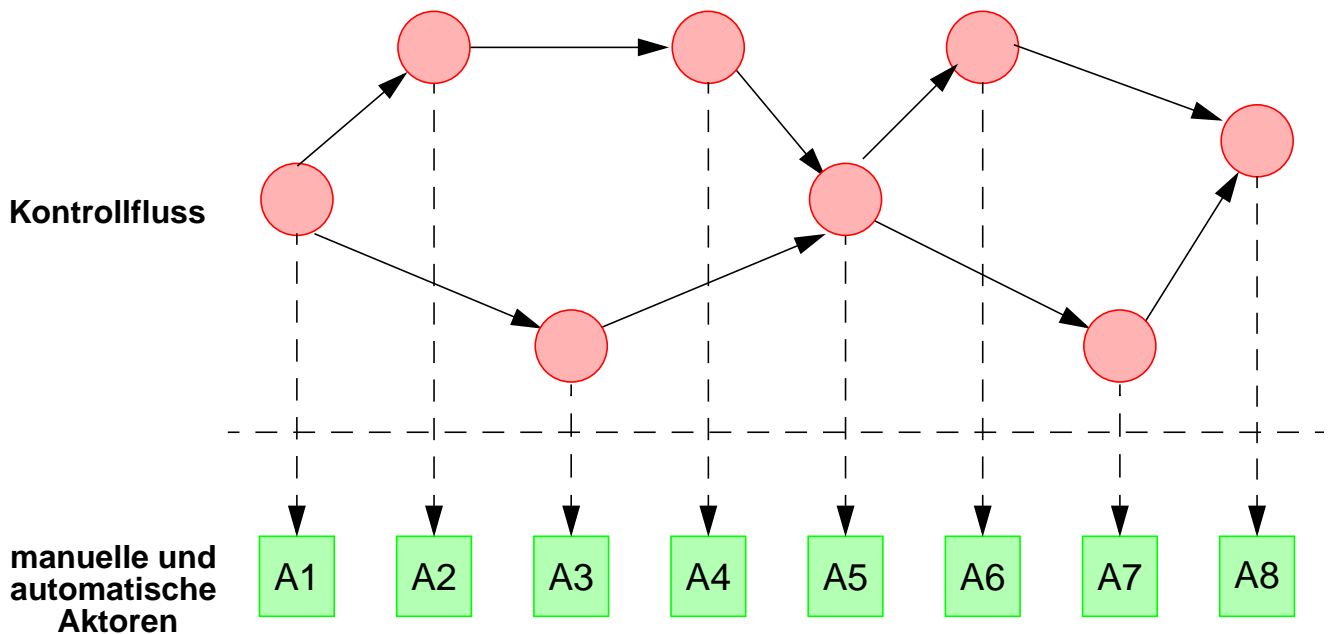 Kontrollfluss
manuelle und
automatische
Aktoren
A1 A2 A3 A4 A5 A6 A7 A8